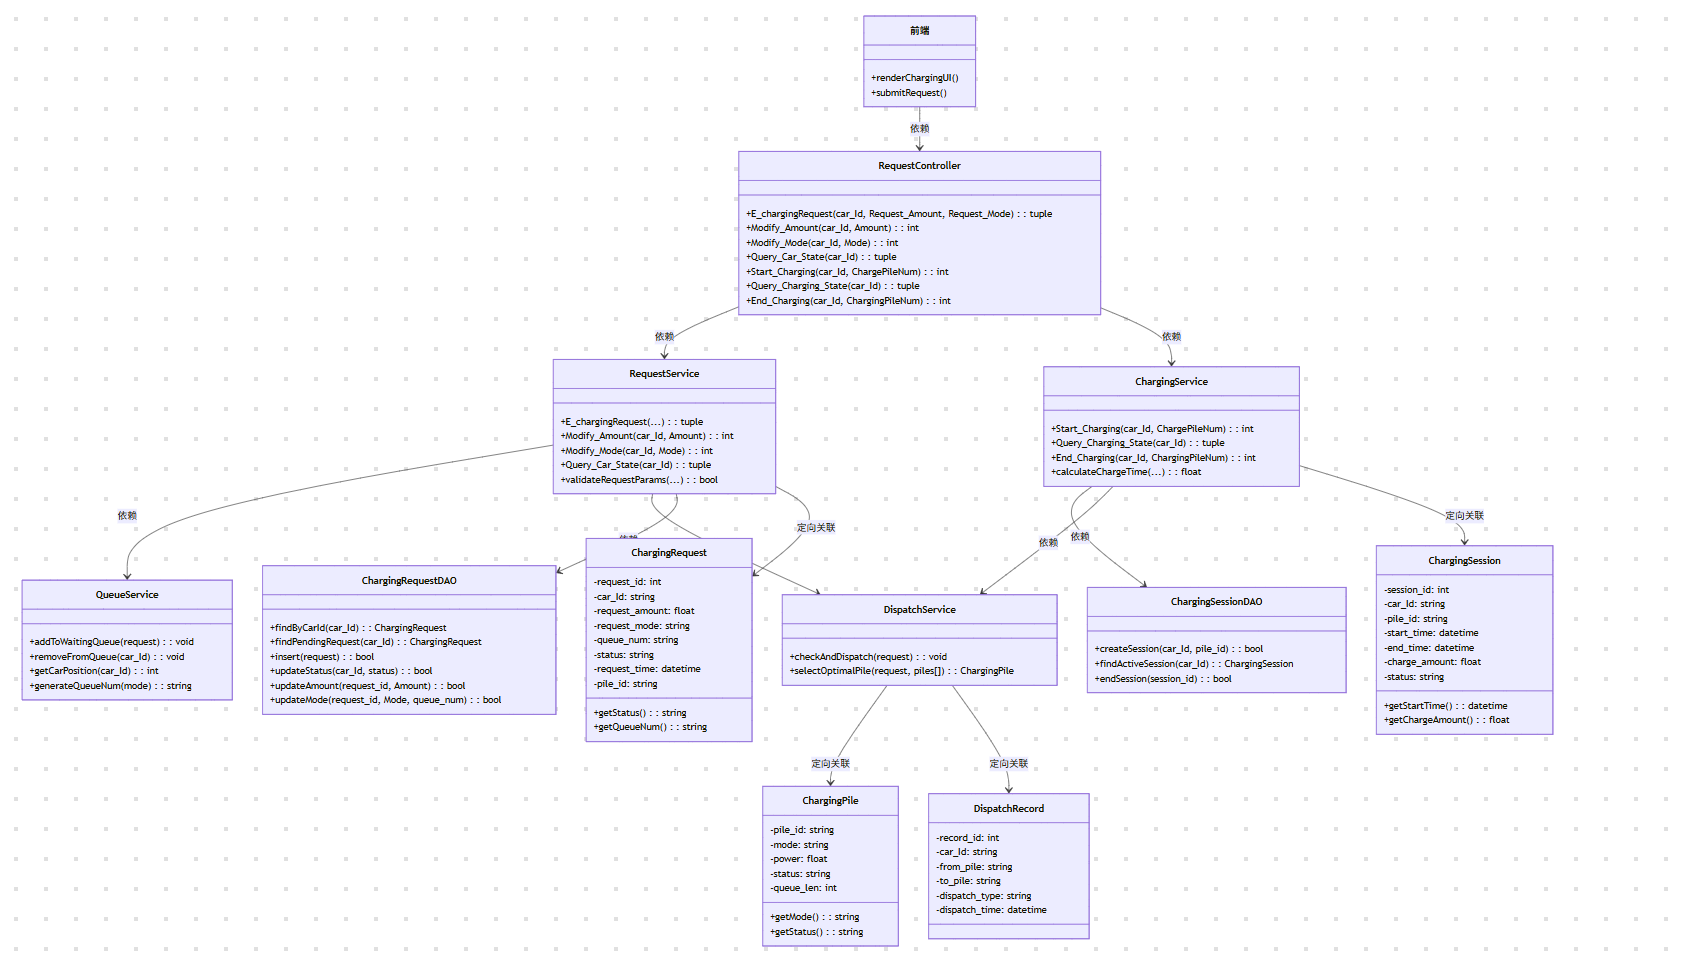 前端
+renderChargingUI()
+submitRequest()
依赖
RequestController
+E_chargingRequest(car_Id, Request_Amount, Request_Mode) : : tuple
+Modify_Amount(car_Id, Amount) : : int
+Modify_Mode(car_Id, Mode) : : int
+Query_Car_State(car_Id) : : tuple
+Start_Charging(car_Id, ChargePileNum) : : int
+Query_Charging_State(car_Id) : : tuple
+End_Charging(car_Id, ChargingPileNum) : : int
依赖
依赖
RequestService
+E_chargingRequest(...) : : tuple
+Modify_Amount(car_Id, Amount) : : int
+Modify_Mode(car_Id, Mode) : : int
+Query_Car_State(car_Id) : : tuple
+validateRequestParams(...) : : bool
ChargingService
+Start_Charging(car_Id, ChargePileNum) : : int
+Query_Charging_State(car_Id) : : tuple
+End_Charging(car_Id, ChargingPileNum) : : int
+calculateChargeTime(...) : : float
依赖
依赖
定向关联
依赖
依赖
定向关联
QueueService
+addToWaitingQueue(request) : : void
+removeFromQueue(car_Id) : : void
+getCarPosition(car_Id) : : int
+generateQueueNum(mode) : : string
ChargingRequestDAO
+findByCarId(car_Id) : : ChargingRequest
+findPendingRequest(car_Id) : : ChargingRequest
+insert(request) : : bool
+updateStatus(car_Id, status) : : bool
+updateAmount(request_id, Amount) : : bool
+updateMode(request_id, Mode, queue_num) : : bool
ChargingRequest
-request_id: int
-car_Id: string
-request_amount: float
-request_mode: string
-queue_num: string
-status: string
-request_time: datetime
-pile_id: string
+getStatus() : : string
+getQueueNum() : : string
DispatchService
+checkAndDispatch(request) : : void
+selectOptimalPile(request, piles[]) : : ChargingPile
ChargingSessionDAO
+createSession(car_Id, pile_id) : : bool
+findActiveSession(car_Id) : : ChargingSession
+endSession(session_id) : : bool
ChargingSession
-session_id: int
-car_Id: string
-pile_id: string
-start_time: datetime
-end_time: datetime
-charge_amount: float
-status: string
+getStartTime() : : datetime
+getChargeAmount() : : float
定向关联
定向关联
ChargingPile
-pile_id: string
-mode: string
-power: float
-status: string
-queue_len: int
+getMode() : : string
+getStatus() : : string
DispatchRecord
-record_id: int
-car_Id: string
-from_pile: string
-to_pile: string
-dispatch_type: string
-dispatch_time: datetime